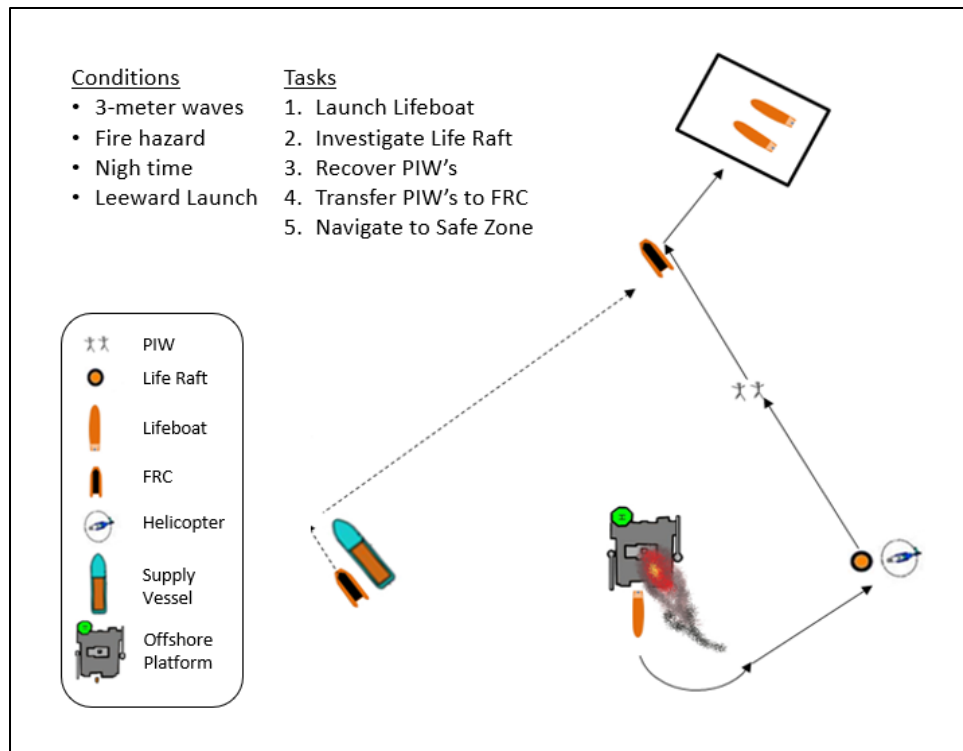 Conditions
• 3-meter waves
• Fire hazard
• Nigh time
• Leeward Launch
Tasks
1. Launch Lifeboat
2. Investigate Life Raft
3. Recover PIW's
4. Transfer PIW's to FRC
5. Navigate to Safe Zone
PIW
Life Raft
Lifeboat
FRC
Helicopter
Supply
Vessel
Offshore
Platform